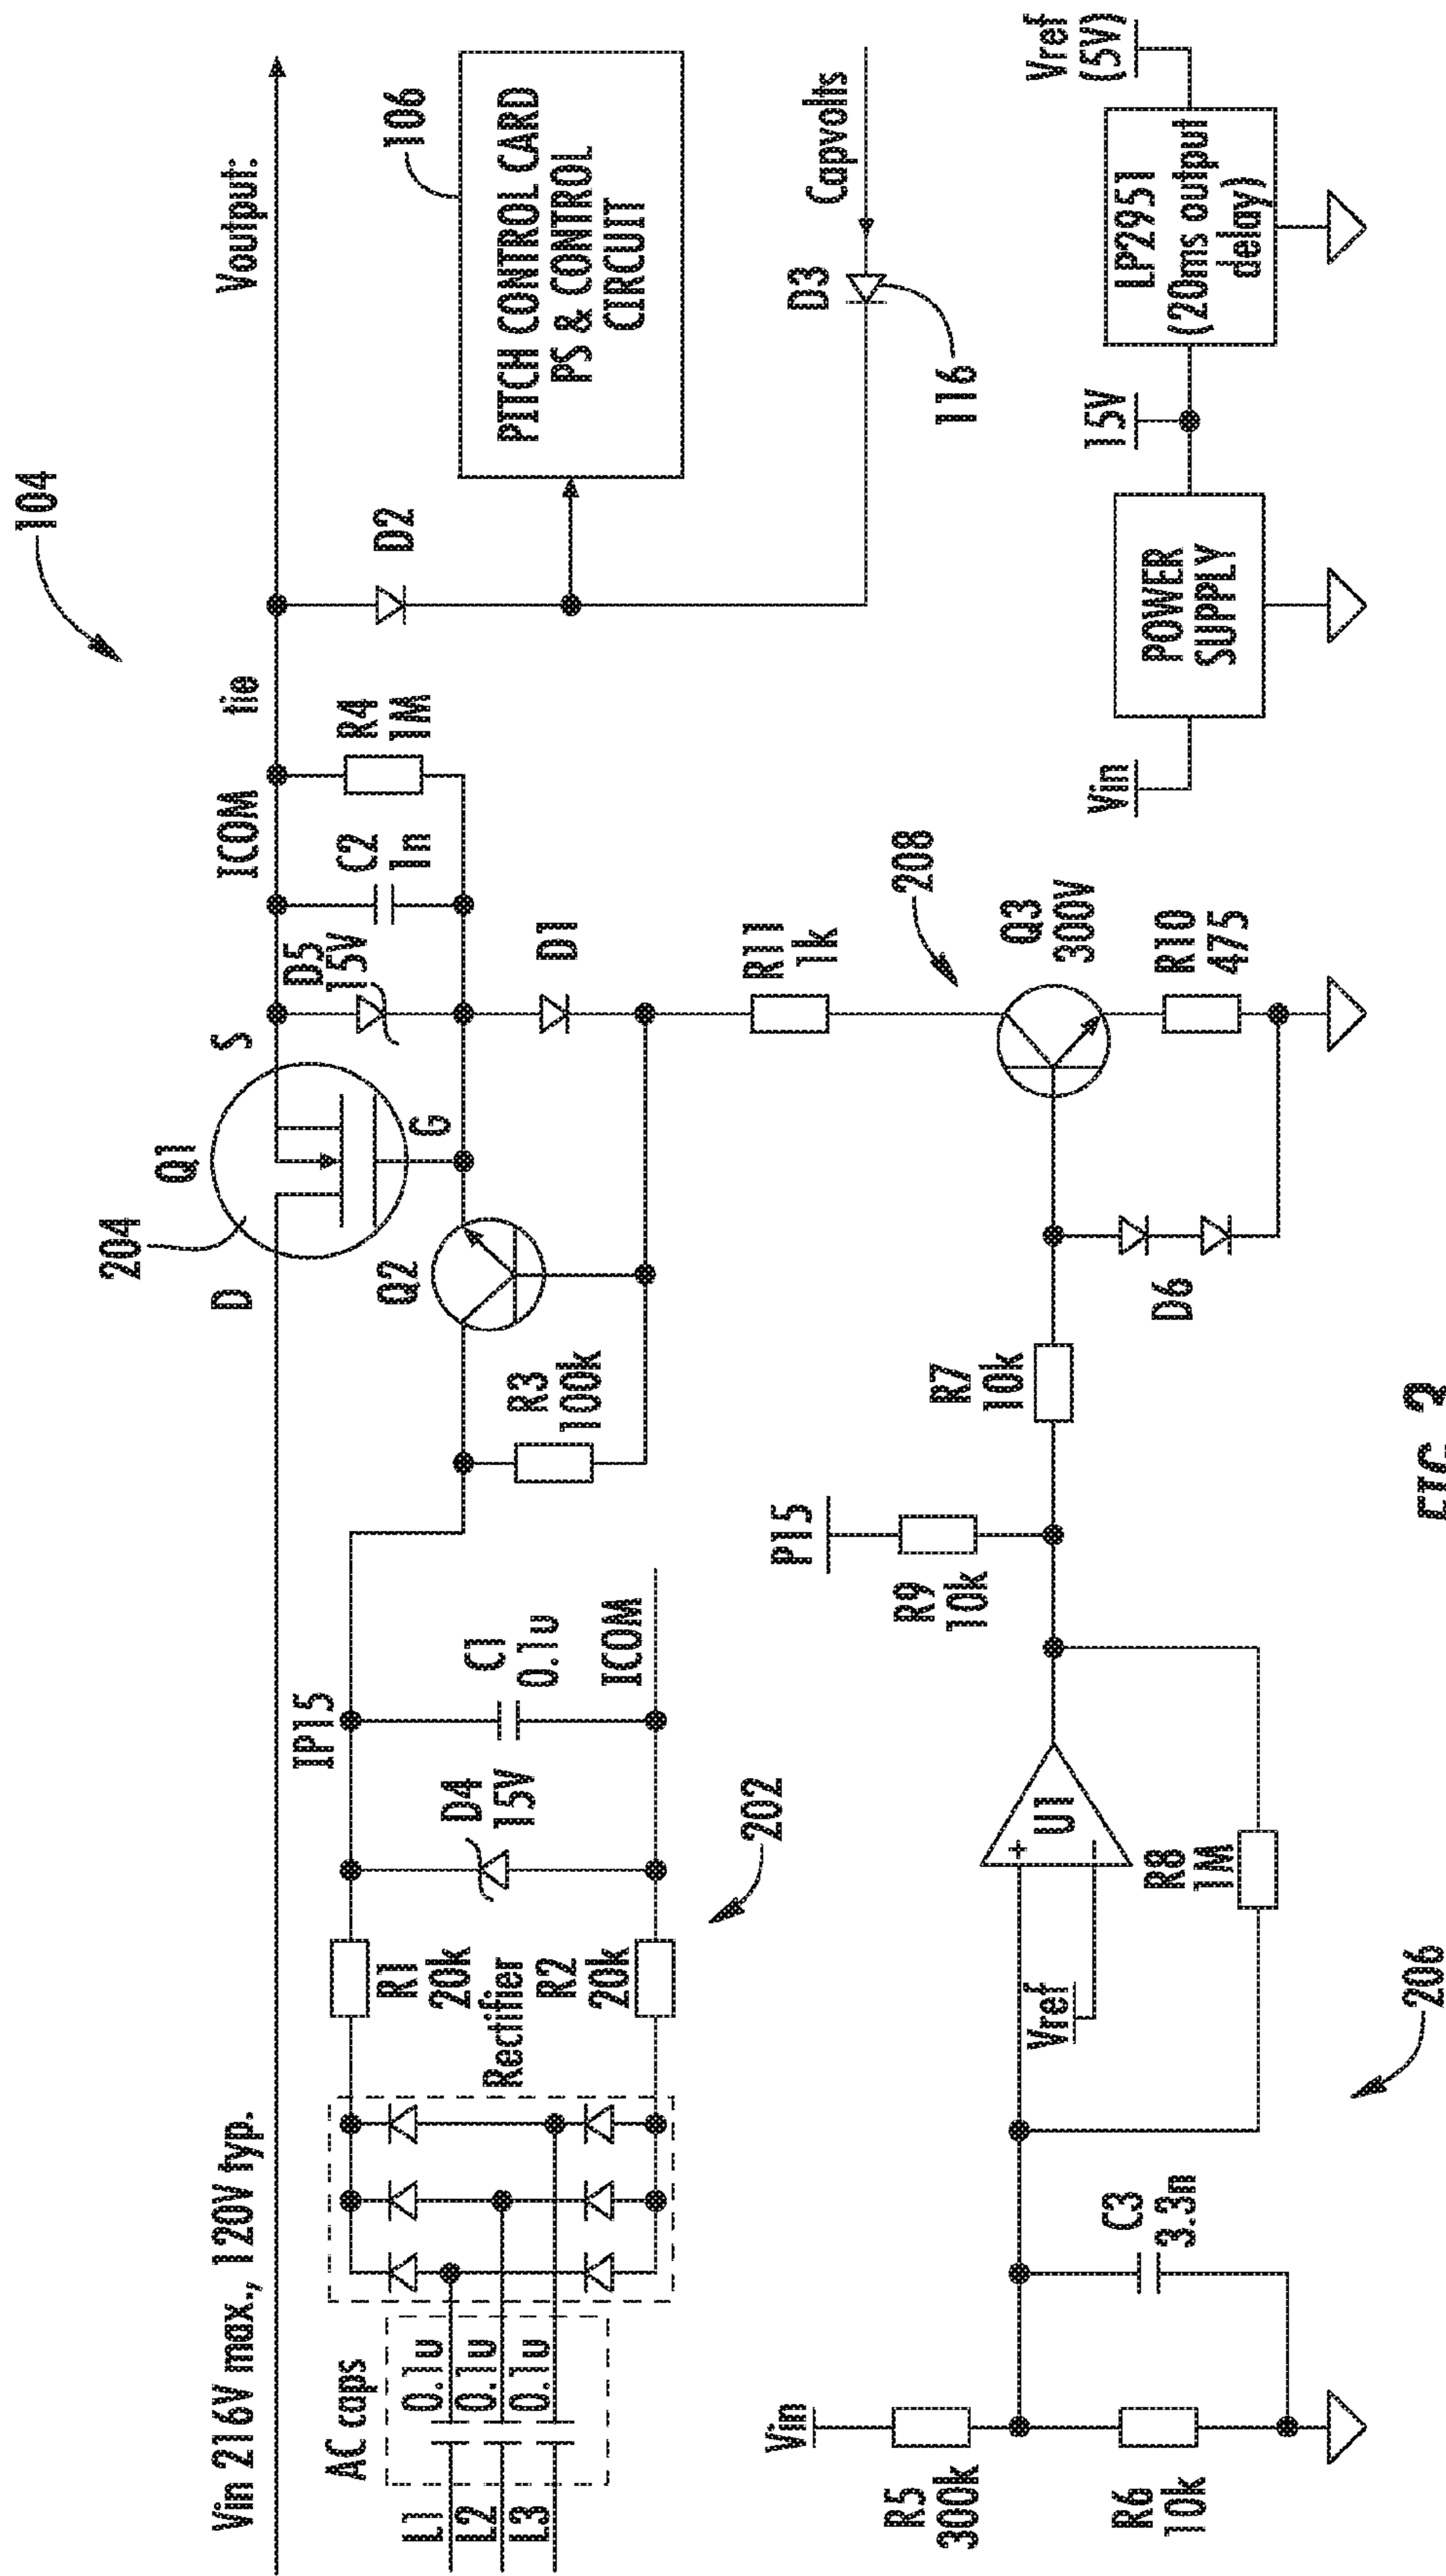 104
Vin 216V max., 120V typ.
204
D
Q1
S
ICOM
tie
Voutput:
AC caps
L1
L2
L3
0.1u
0.1u
0.1u
Rectifier
R1
20k
R2
20k
D4
15V
IP15
C1
0.1u
ICOM
202
R3
100k
Q2
G
D5
15V
C2
1n
R4
1M
D1
D2
106
PITCH CONTROL CARD
PS & CONTROL
CIRCUIT
Capvolts
D3
116
R11
1k
208
Q3
300V
R10
475
Vin
R5
300k
R6
10k
C3
3.3n
Vref
+
−
U1
R8
1M
206
P15
R9
10k
R7
10k
D6
Vin
POWER
SUPPLY
15V
LP2951
(20ms output
delay)
Vref
(5V)